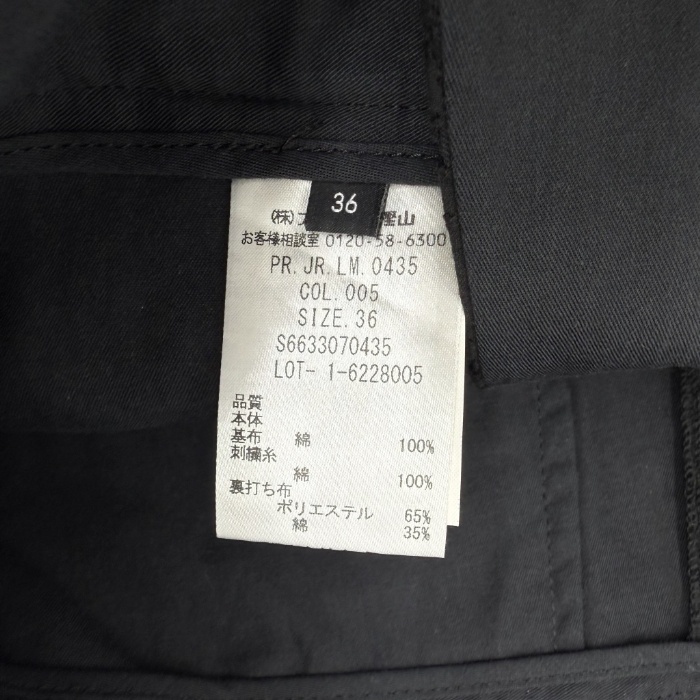 36
(株) 樫山
お客様相談室 0120-58-6300
PR.JR.LM.0435
COL.005
SIZE.36
S6633070435
LOT- 1-6228005
品質
本体
基布 綿 100%
刺繍糸
綿 100%
裏打ち布
ポリエステル 65%
綿 35%